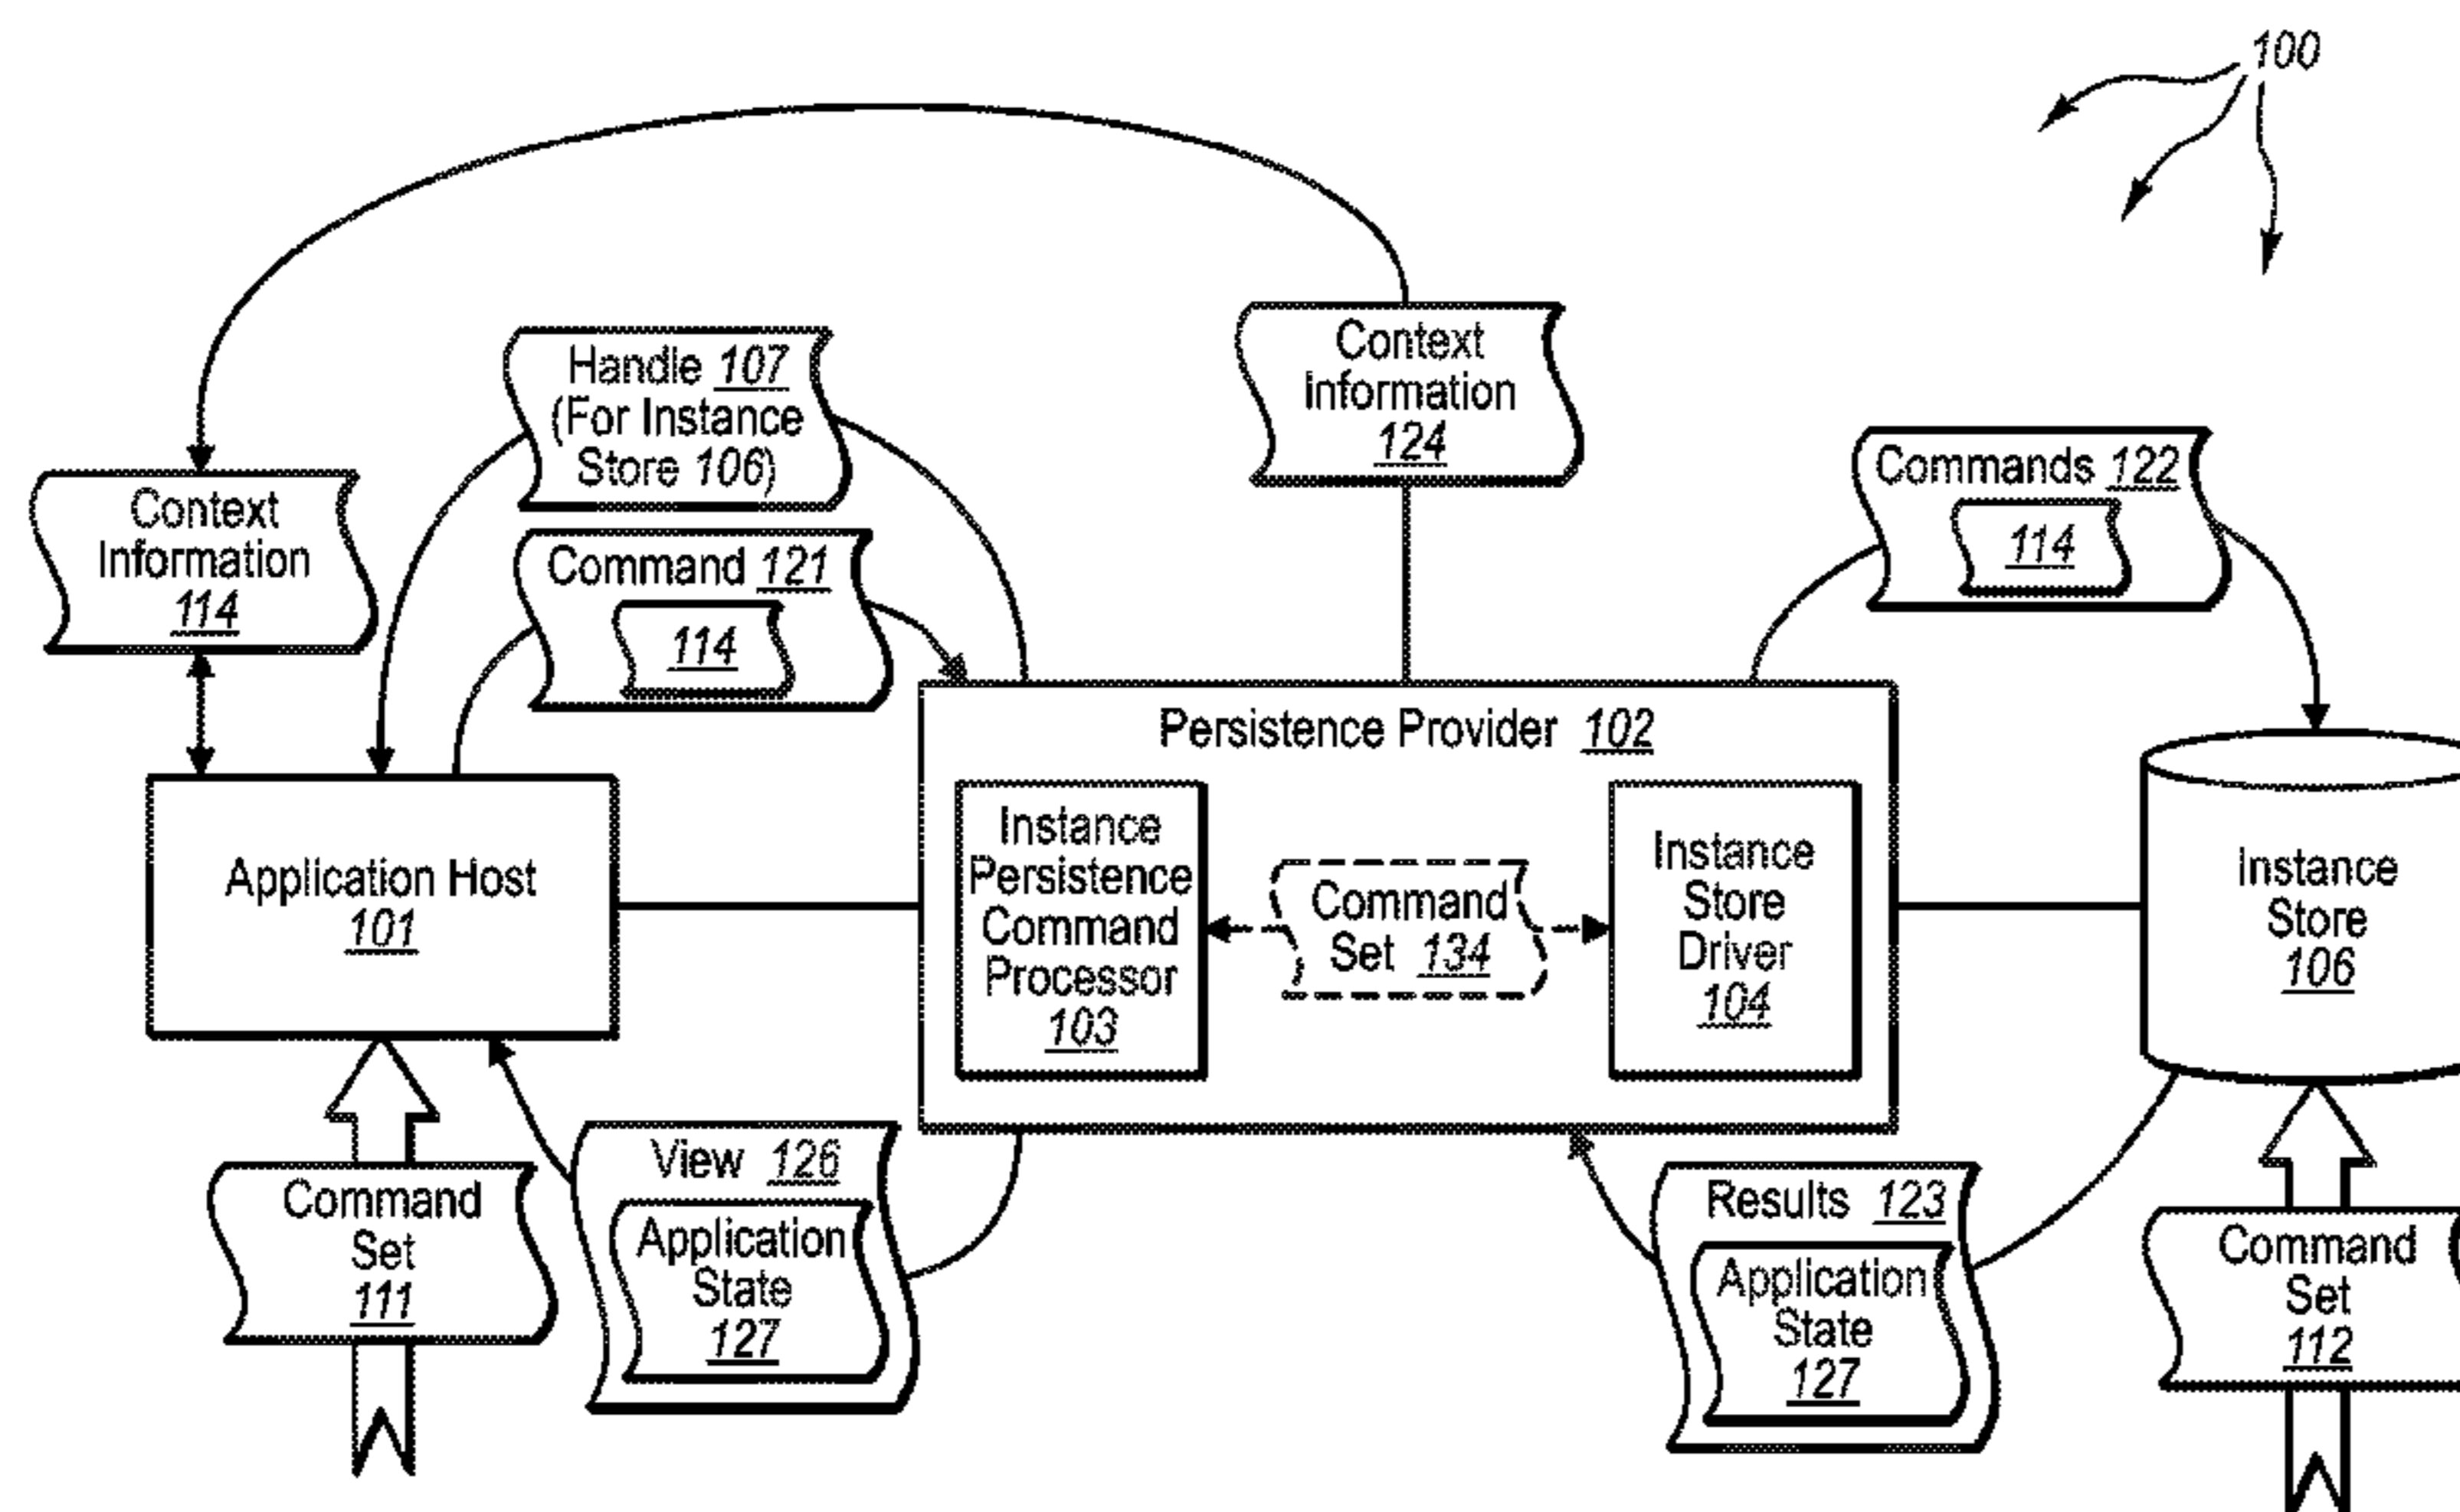 100
Handle 107
(For Instance
Store 106)
Context
Information
124
Commands 122
114
Context
Information
114
Command 121
114
Persistence Provider 102
Application Host
101
Instance
Persistence
Command
Processor
103
Command
Set 134
Instance
Store
Driver
104
Instance
Store
106
Command
Set
111
View 126
Application
State
127
Results 123
Application
State
127
Command
Set
112